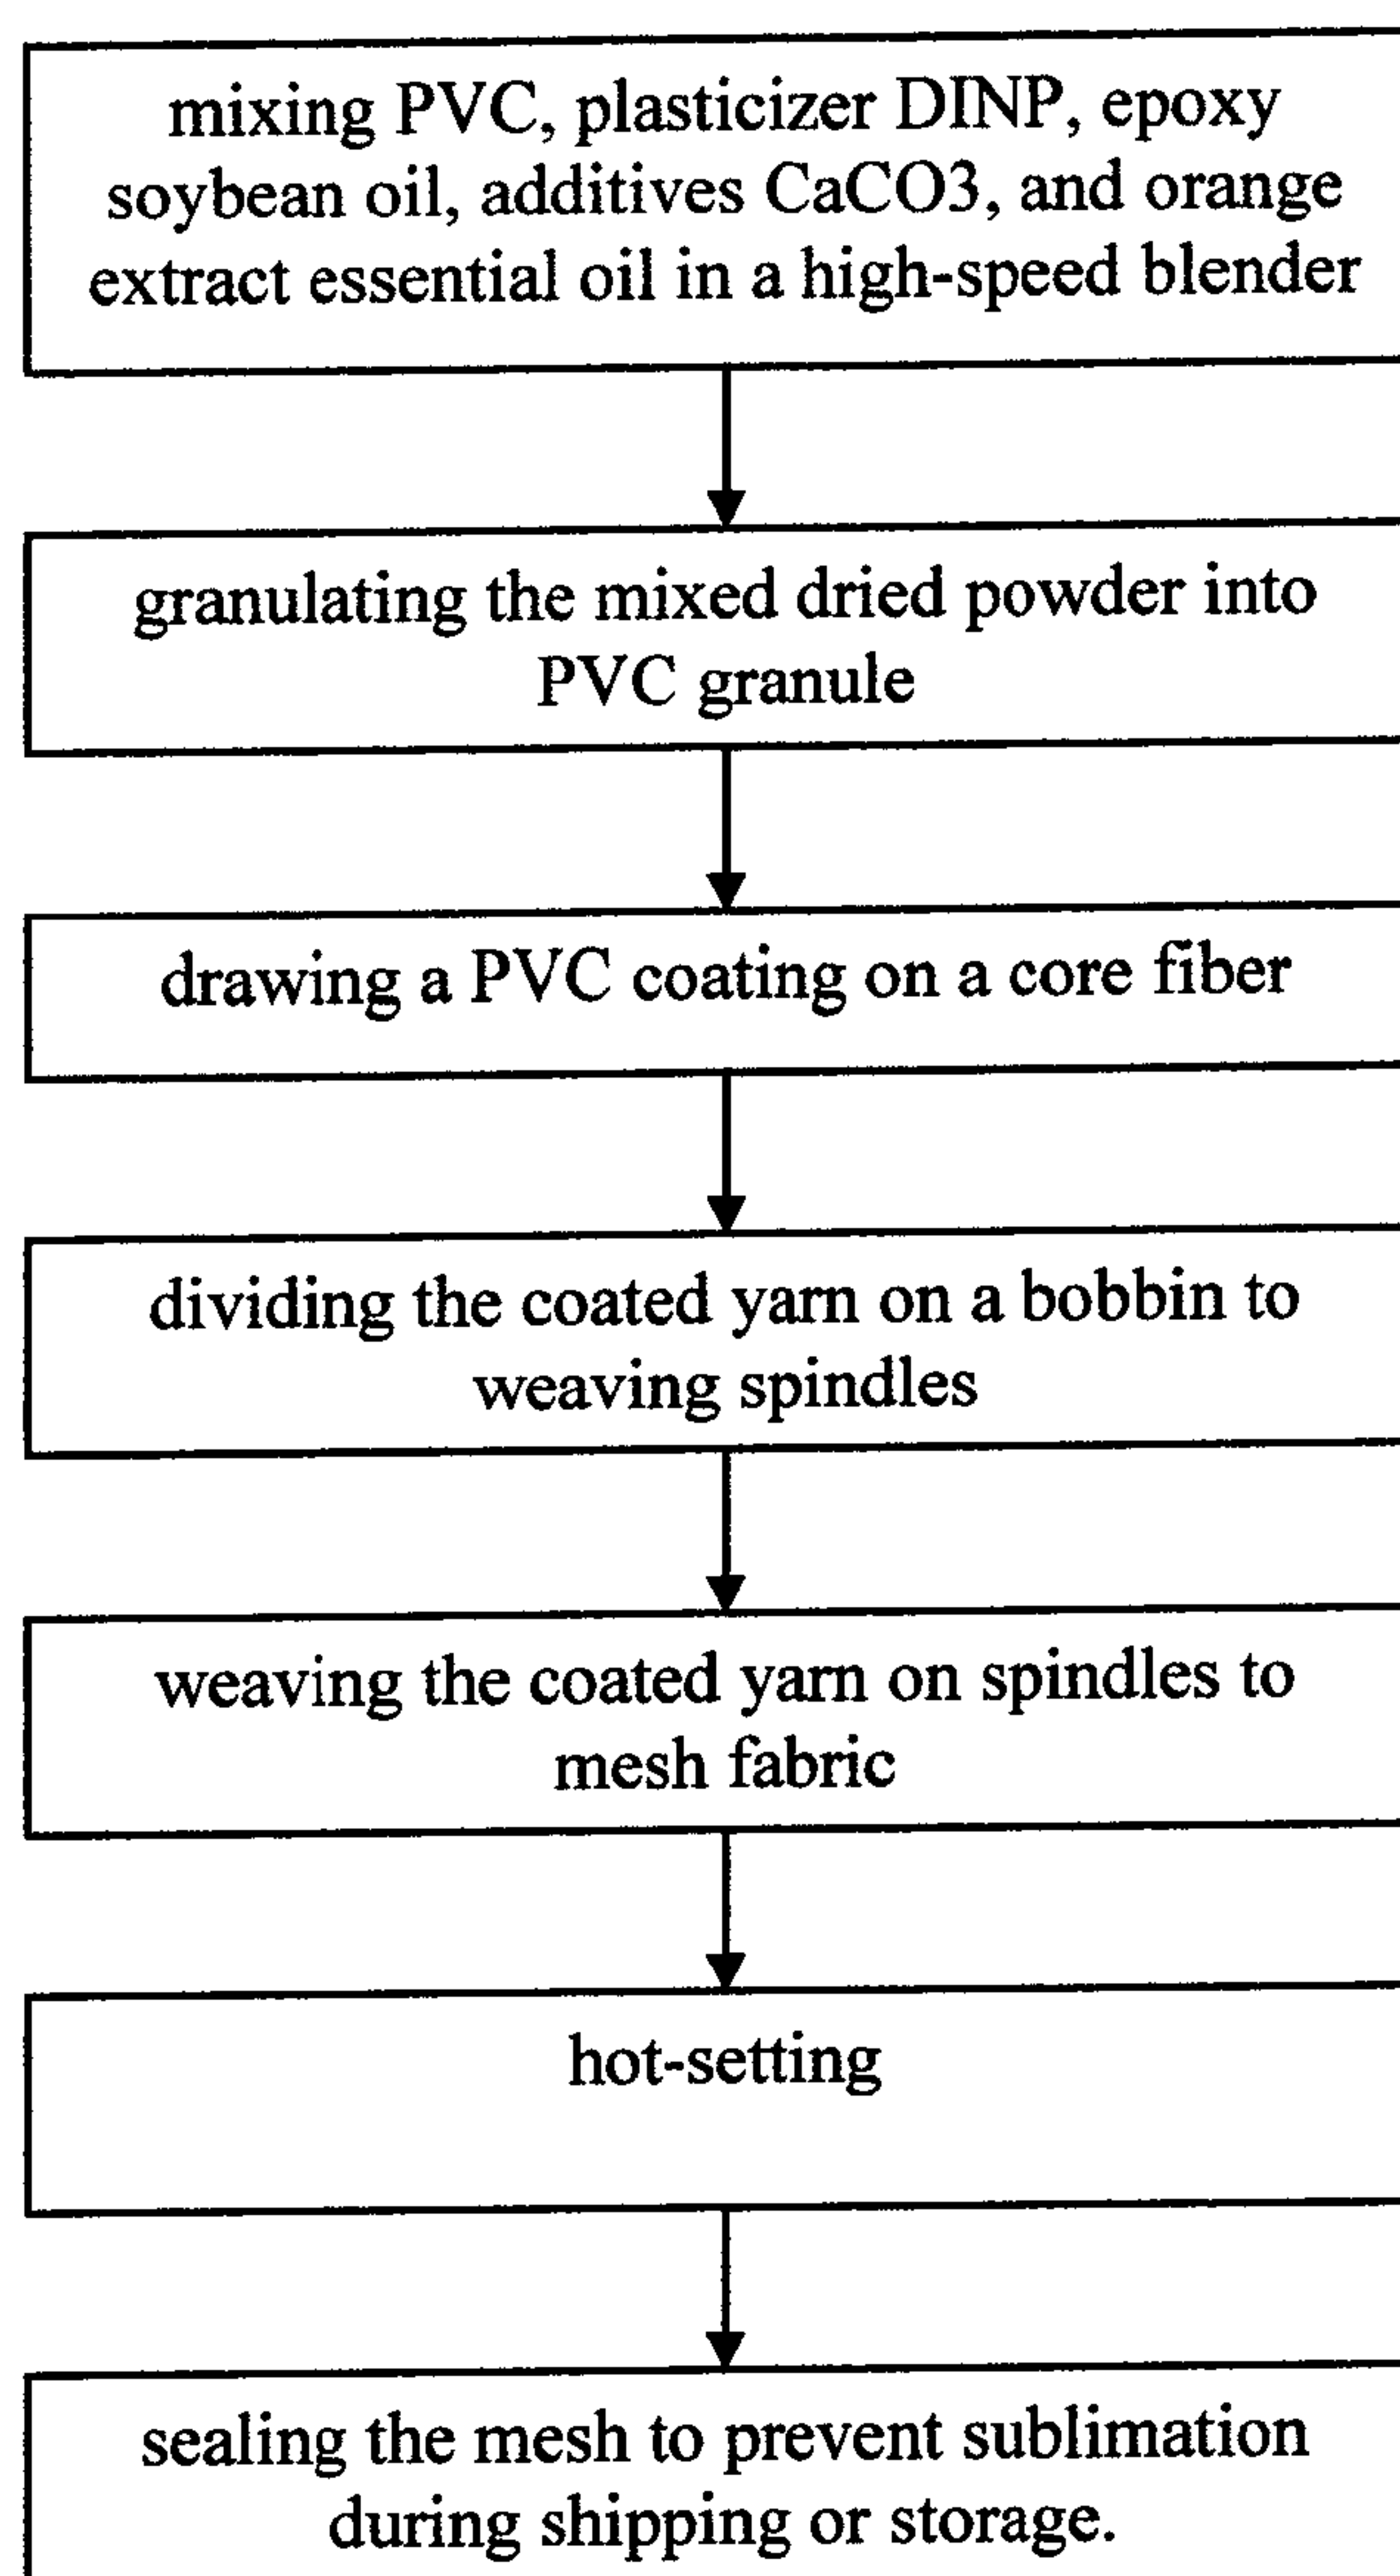 mixing PVC, plasticizer DINP, epoxy
soybean oil, additives CaCO3, and orange
extract essential oil in a high-speed blender
granulating the mixed dried powder into
PVC granule
drawing a PVC coating on a core fiber
dividing the coated yarn on a bobbin to
weaving spindles
weaving the coated yarn on spindles to
mesh fabric
hot-setting
sealing the mesh to prevent sublimation
during shipping or storage.